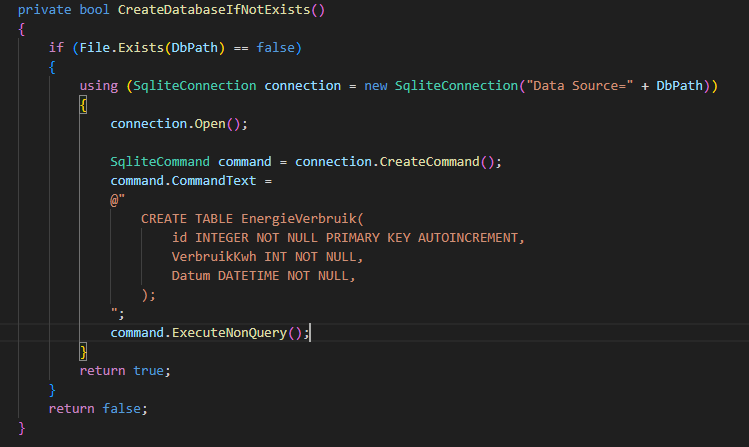 private bool CreateDatabaseIfNotExists()
{
if (File.Exists(DbPath) == false)
{
using (SqliteConnection connection = new SqliteConnection("Data Source=" + DbPath))
{
connection.Open();
SqliteCommand command = connection.CreateCommand();
command.CommandText =
@"
CREATE TABLE EnergieVerbruik(
id INTEGER NOT NULL PRIMARY KEY AUTOINCREMENT,
VerbruikKwh INT NOT NULL,
Datum DATETIME NOT NULL,
);
";
command.ExecuteNonQuery();
}
return true;
}
return false;
}